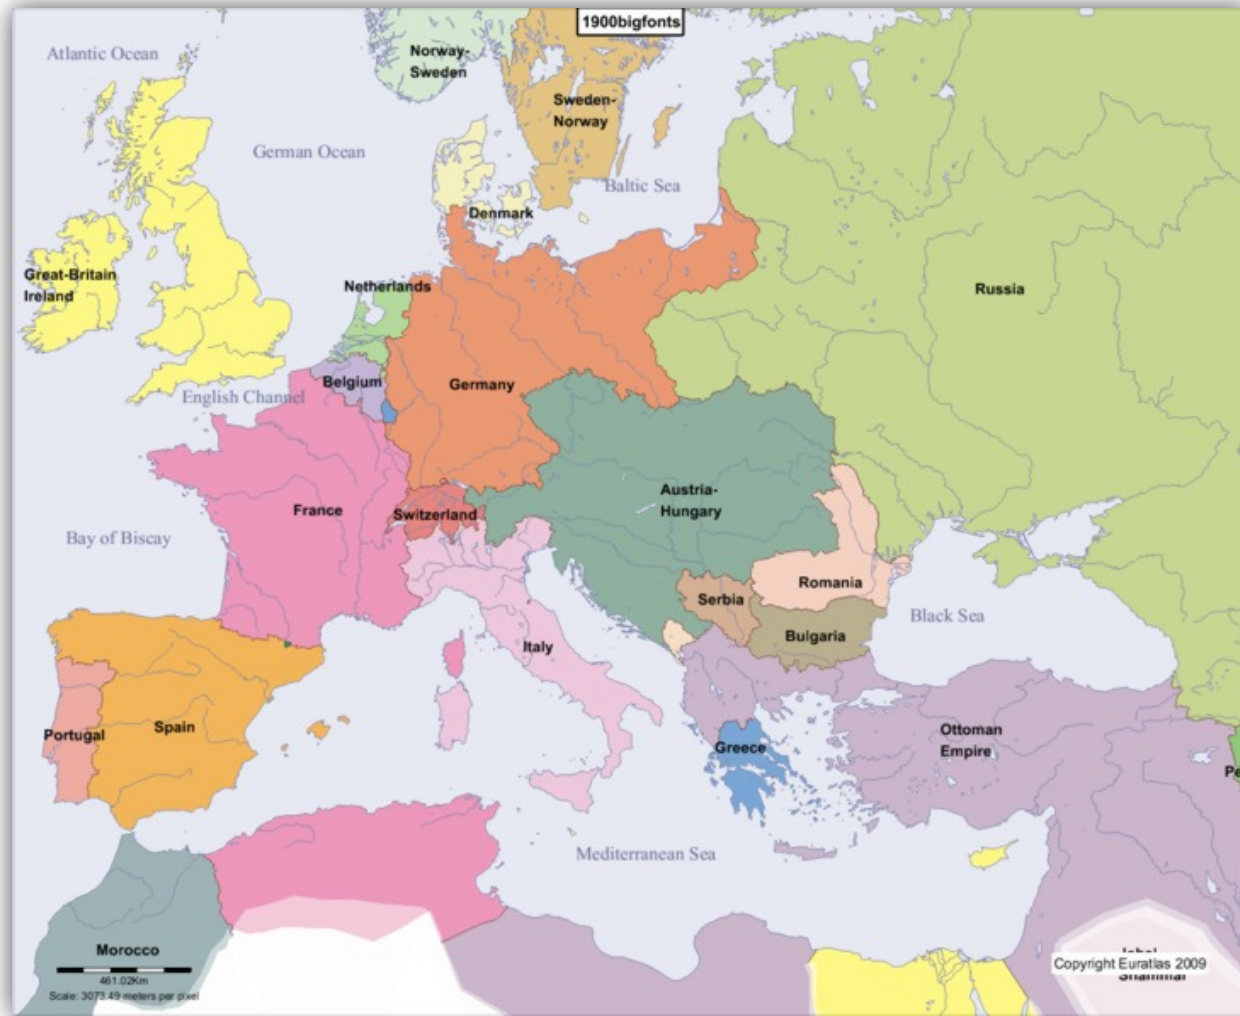 1900bigfonts
Atlantic Ocean
Norway-
Sweden
Sweden-
Norway
German Ocean
Baltic Sea
Denmark
Great-Britain
Ireland
Netherlands
Russia
Belgium
Germany
English Channel
Austria-
Hungary
France
Switzerland
Bay of Biscay
Romania
Serbia
Black Sea
Bulgaria
Italy
Spain
Portugal
Ottoman
Empire
Greece
Pe
Mediterranean Sea
Morocco
Copyright Euratlas 2009
461.02Km
Scale: 3073.49 meters per pixel